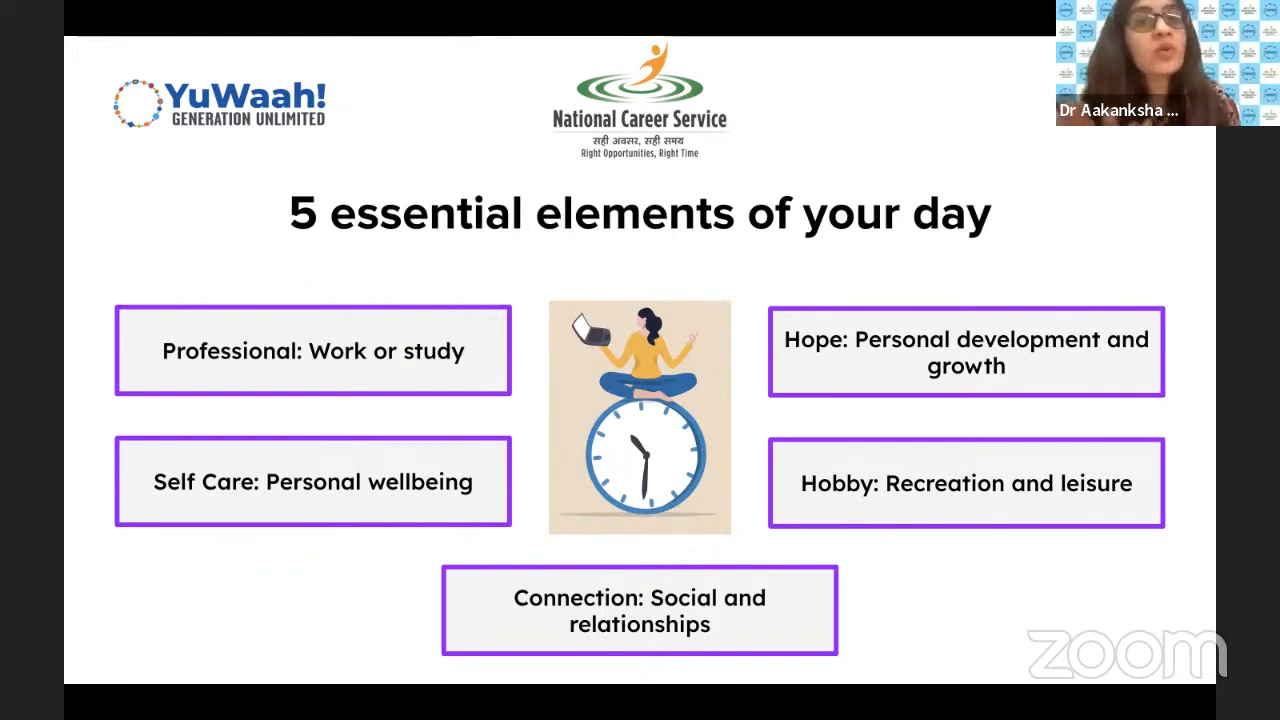 YuWaah!
GENERATION UNLIMITED
National Career Service
सही अवसर, सही समय
Right Opportunities, Right Time
Dr Aakanksha ...
5 essential elements of your day
Professional: Work or study
Hope: Personal development and
growth
Self Care: Personal wellbeing
Hobby: Recreation and leisure
Connection: Social and
relationships
zoom